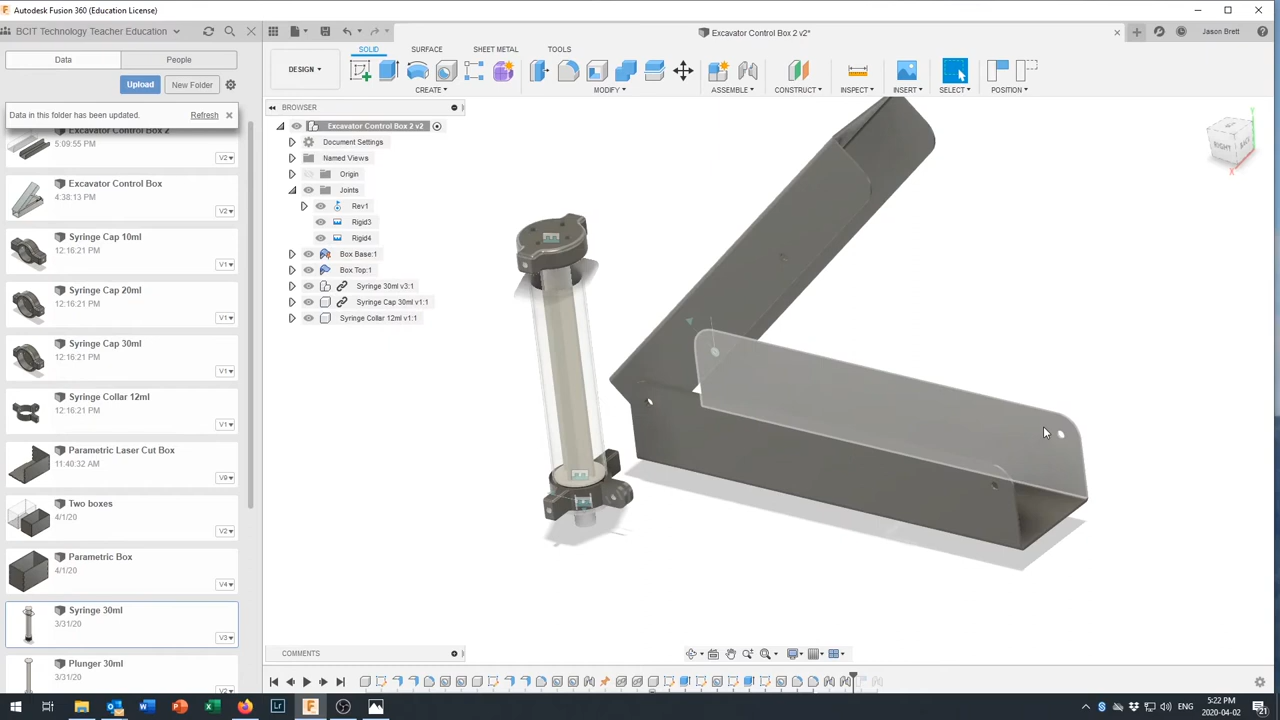 Autodesk Fusion 360 (Education License)
BCIT Technology Teacher Education
Excavator Control Box 2 v2*
Jason Brett
Data
People
Upload
New Folder
Data in this folder has been updated.
Refresh
Excavator Control Box 2
5:09:55 PM
V2
Excavator Control Box
4:38:13 PM
V2
Syringe Cap 10ml
12:16:21 PM
V1
Syringe Cap 20ml
12:16:21 PM
V1
Syringe Cap 30ml
12:16:21 PM
V1
Syringe Collar 12ml
12:16:21 PM
V1
Parametric Laser Cut Box
11:40:32 AM
V9
Two boxes
4/1/20
V2
Parametric Box
4/1/20
V4
Syringe 30ml
3/31/20
V3
Plunger 30ml
3/31/20
V2
SOLID
SURFACE
SHEET METAL
TOOLS
DESIGN
CREATE
MODIFY
ASSEMBLE
CONSTRUCT
INSPECT
INSERT
SELECT
POSITION
BROWSER
Excavator Control Box 2 v2
Document Settings
Named Views
Origin
Joints
Rev1
Rigid3
Rigid4
Box Base:1
Box Top:1
Syringe 30ml v3:1
Syringe Cap 30ml v1:1
Syringe Collar 12ml v1:1
RIGHT
BACK
Y
X
COMMENTS
ENG
5:22 PM
2020-04-02
21